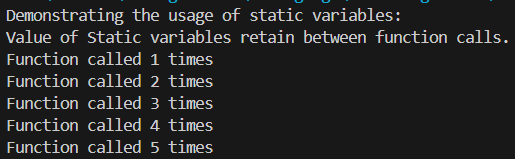 Demonstrating the usage of static variables:
Value of Static variables retain between function calls.
Function called 1 times
Function called 2 times
Function called 3 times
Function called 4 times
Function called 5 times